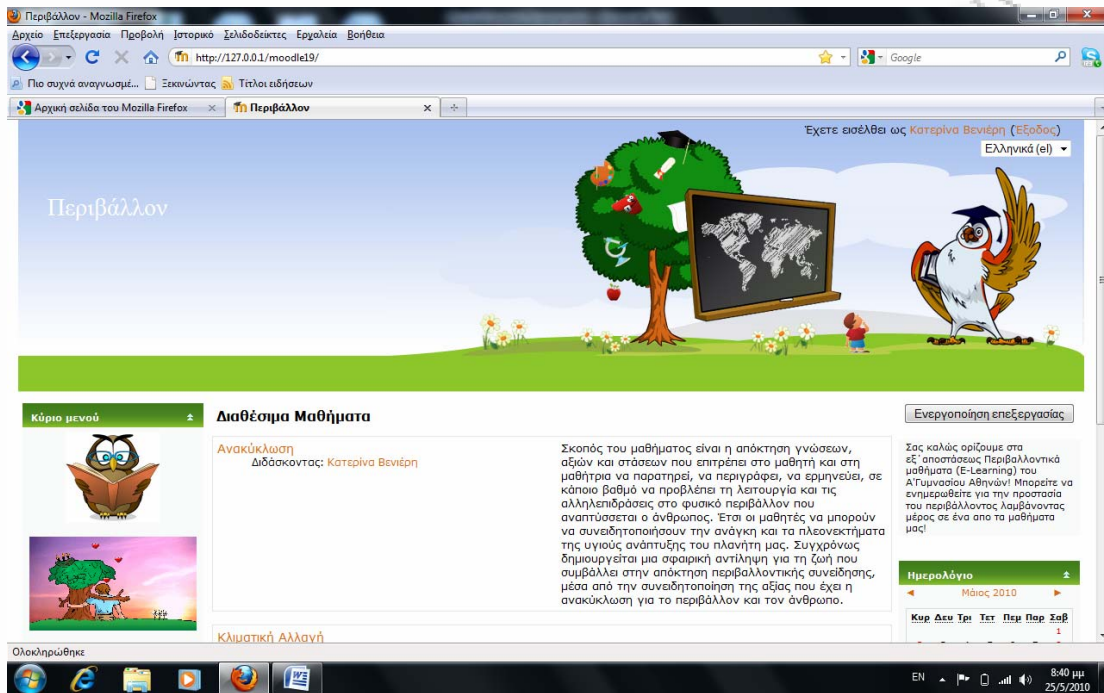 Περιβάλλον - Mozilla Firefox
Αρχείο Επεξεργασία Προβολή Ιστορικό Σελιδοδείκτες Εργαλεία Βοήθεια
http://127.0.0.1/moodle19/
Google
Πιο συχνά αναγνωσμέ... Ξεκινώντας Τίτλοι ειδήσεων
Αρχική σελίδα του Mozilla Firefox
Περιβάλλον
Έχετε εισέλθει ως Κατερίνα Βενιέρη (Έξοδος)
Ελληνικά (el)
Περιβάλλον
Κύριο μενού
Διαθέσιμα Μαθήματα
Ανακύκλωση
Διδάσκοντας: Κατερίνα Βενιέρη
Σκοπός του μαθήματος είναι η απόκτηση γνώσεων,
αξιών και στάσεων που επιτρέπει στο μαθητή και στη
μαθήτρια να παρατηρεί, να περιγράφει, να ερμηνεύει, σε
κάποιο βαθμό να προβλέπει τη λειτουργία και τις
αλληλεπιδράσεις στο φυσικό περιβάλλον που
αναπτύσσεται ο άνθρωπος. Έτσι οι μαθητές να μπορούν
να συνειδητοποιήσουν την ανάγκη και τα πλεονεκτήματα
της υγιούς ανάπτυξης του πλανήτη μας. Συγχρόνως
δημιουργείται μια σφαιρική αντίληψη για τη ζωή που
συμβάλλει στην απόκτηση περιβαλλοντικής συνείδησης,
μέσα από την συνειδητοποίηση της αξίας που έχει η
ανακύκλωση για το περιβάλλον και τον άνθρωπο.
Κλιματική Αλλαγή
Ενεργοποίηση επεξεργασίας
Σας καλώς ορίζουμε στα
εξ`αποστάσεως Περιβαλλοντικά
μαθήματα (E-Learning) του
Α'Γυμνασίου Αθηνών! Μπορείτε να
ενημερωθείτε για την προστασία
του περιβάλλοντος λαμβάνοντας
μέρος σε ένα απο τα μαθήματα
μας!
Ημερολόγιο
Μάιος 2010
Κυρ Δευ Τρι Τετ Πεμ Παρ Σαβ
1
Ολοκληρώθηκε
EN
8:40 μμ
25/5/2010